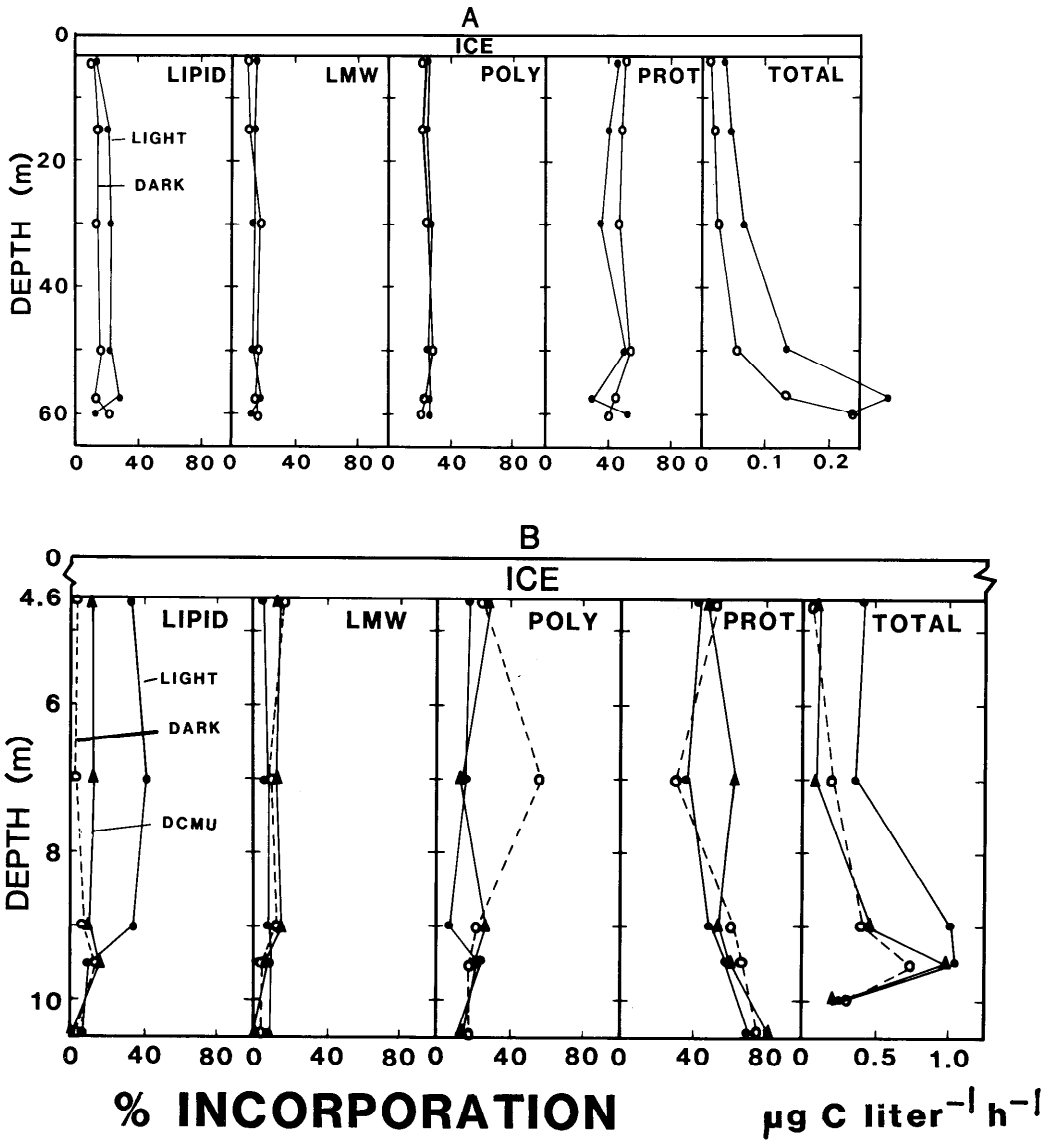 A
0
ICE
LIPID LMW POLY PROT TOTAL
LIGHT
20
DARK
40
60
DEPTH (m)
0 40 80 0 40 80 0 40 80 0 40 80 0 0.1 0.2
B
0
ICE
4.6
LIPID LMW POLY PROT TOTAL
LIGHT
6
DARK
DCMU
8
10
DEPTH (m)
0 40 80 0 40 80 0 40 80 0 40 80 0 0.5 1.0
% INCORPORATION µg C liter⁻¹ h⁻¹